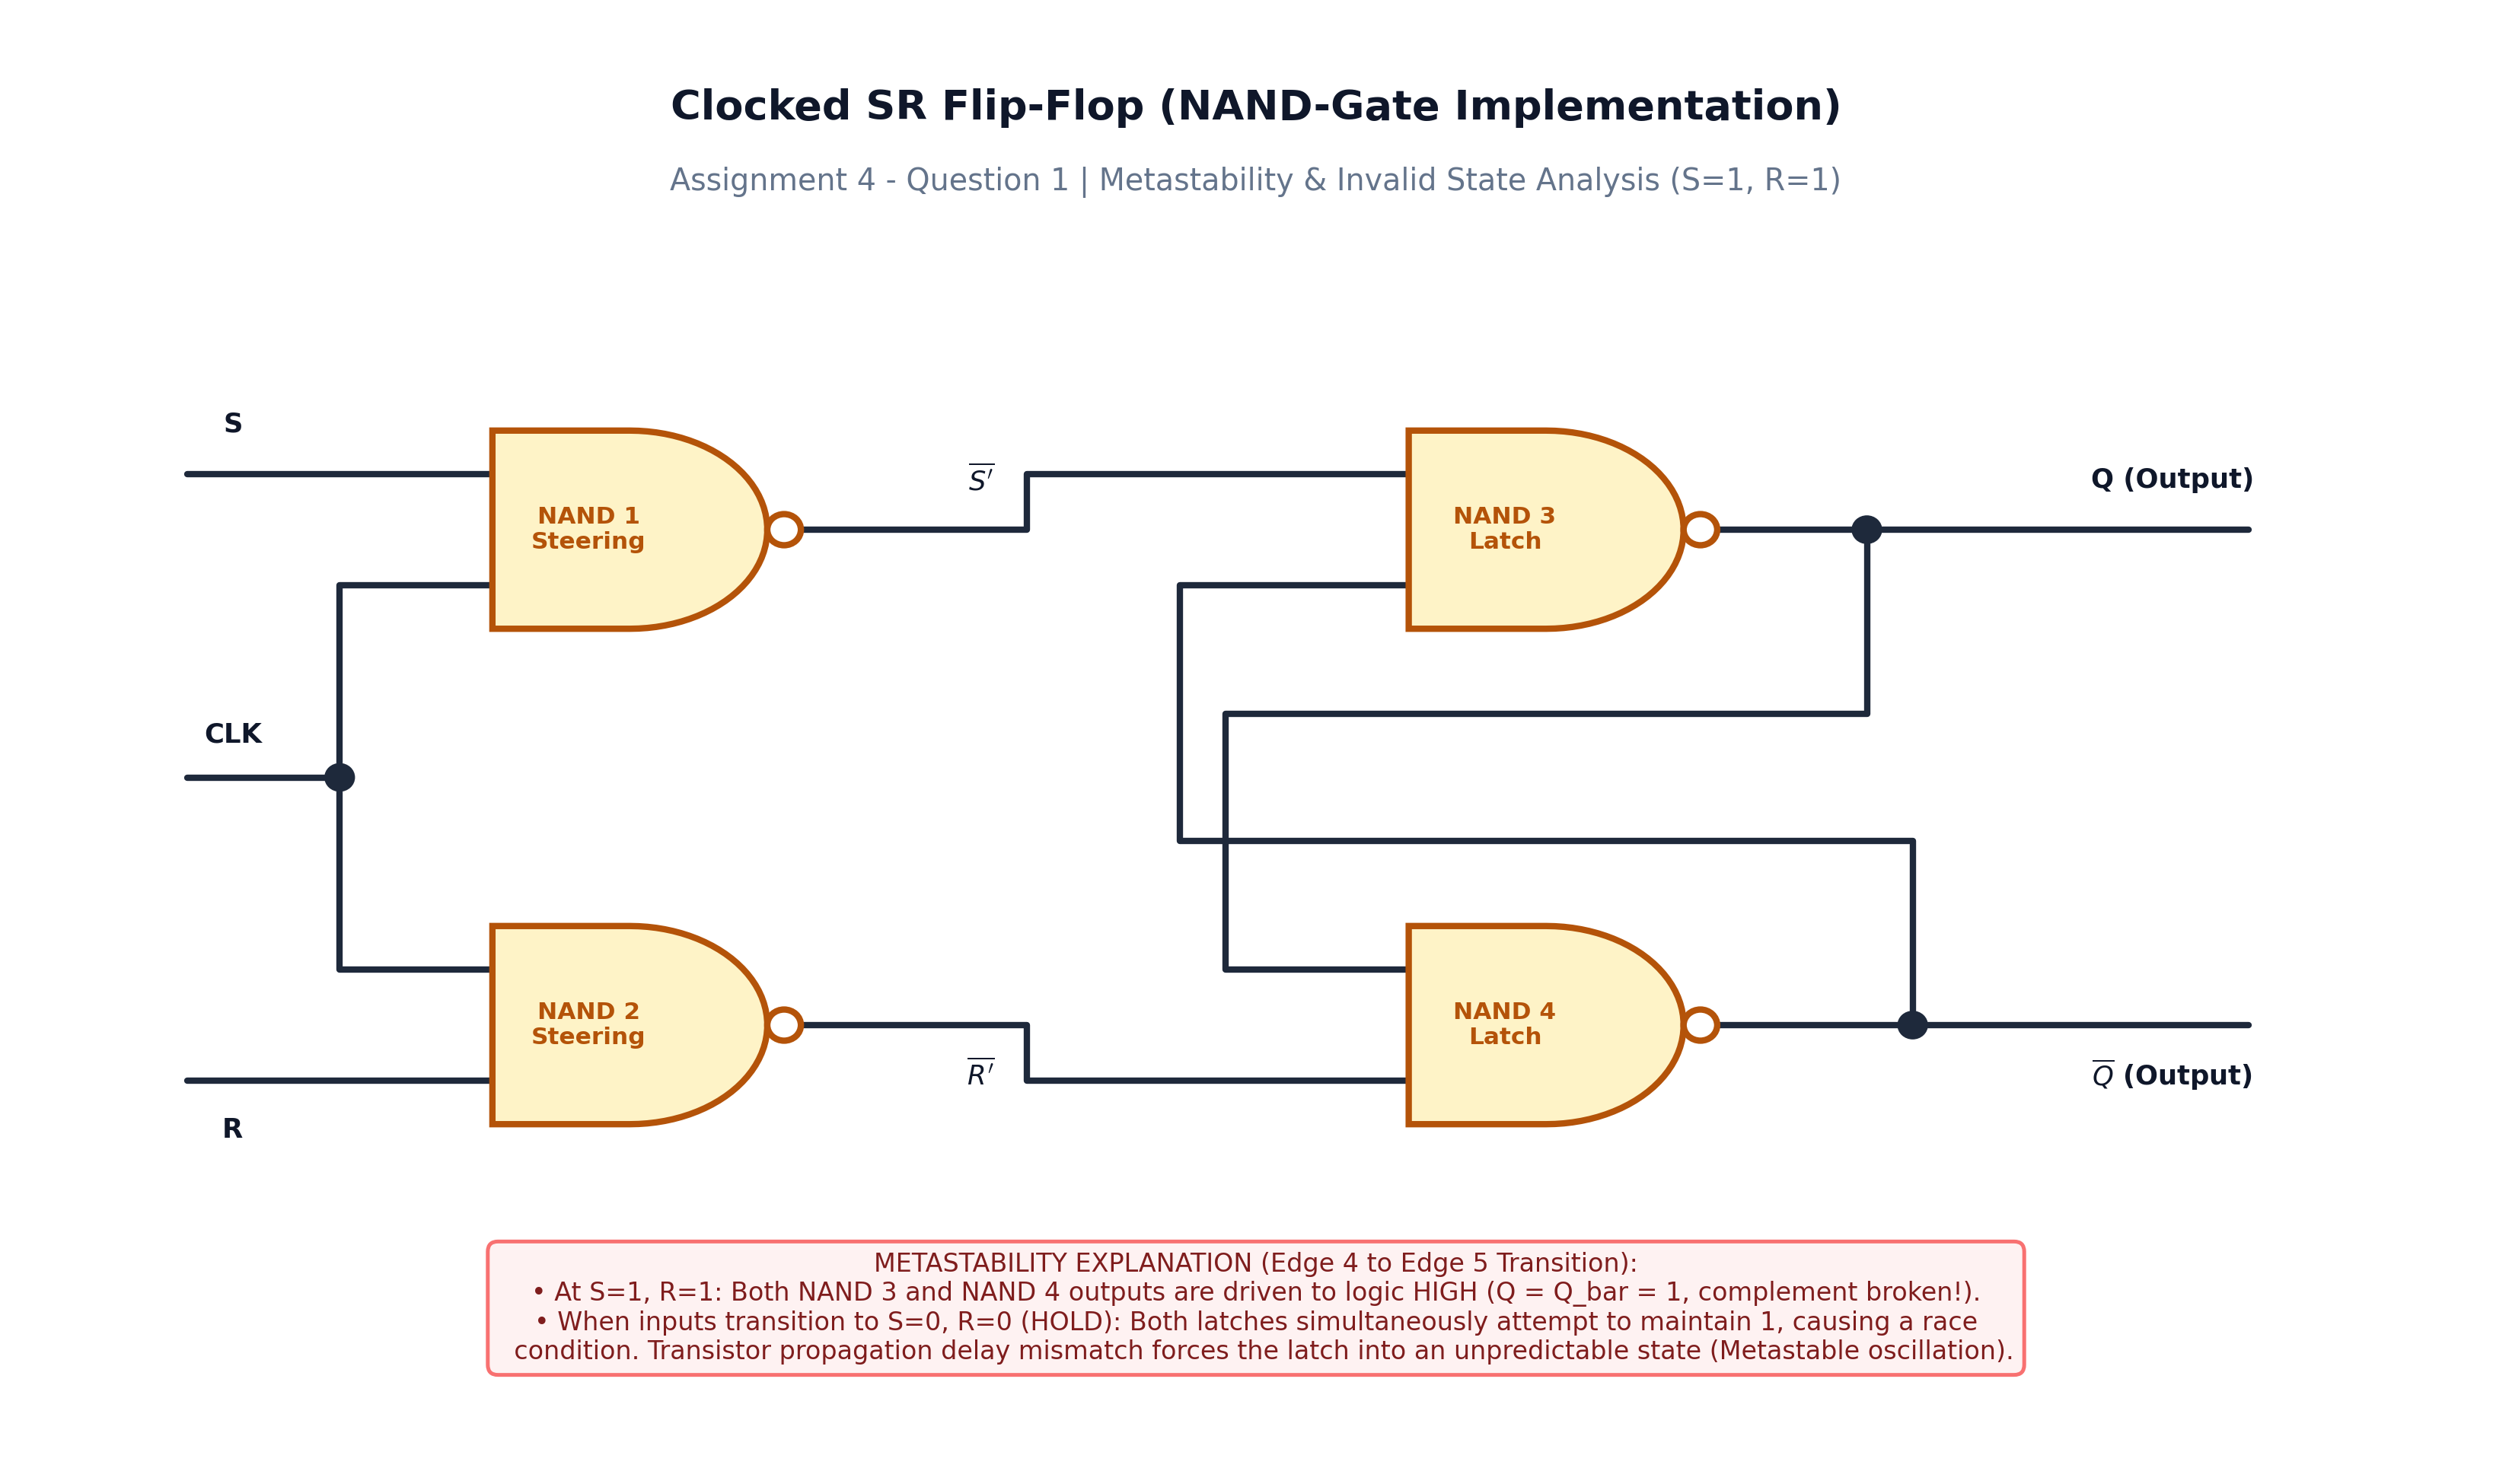 Clocked SR Flip-Flop (NAND-Gate Implementation)
Assignment 4 - Question 1 | Metastability & Invalid State Analysis (S=1, R=1)
S
NAND 1
Steering
S̅'̅
NAND 3
Latch
Q (Output)
CLK
NAND 2
Steering
R̅'̅
NAND 4
Latch
Q̅ (Output)
R
METASTABILITY EXPLANATION (Edge 4 to Edge 5 Transition):
• At S=1, R=1: Both NAND 3 and NAND 4 outputs are driven to logic HIGH (Q = Q_bar = 1, complement broken!).
• When inputs transition to S=0, R=0 (HOLD): Both latches simultaneously attempt to maintain 1, causing a race
condition. Transistor propagation delay mismatch forces the latch into an unpredictable state (Metastable oscillation).